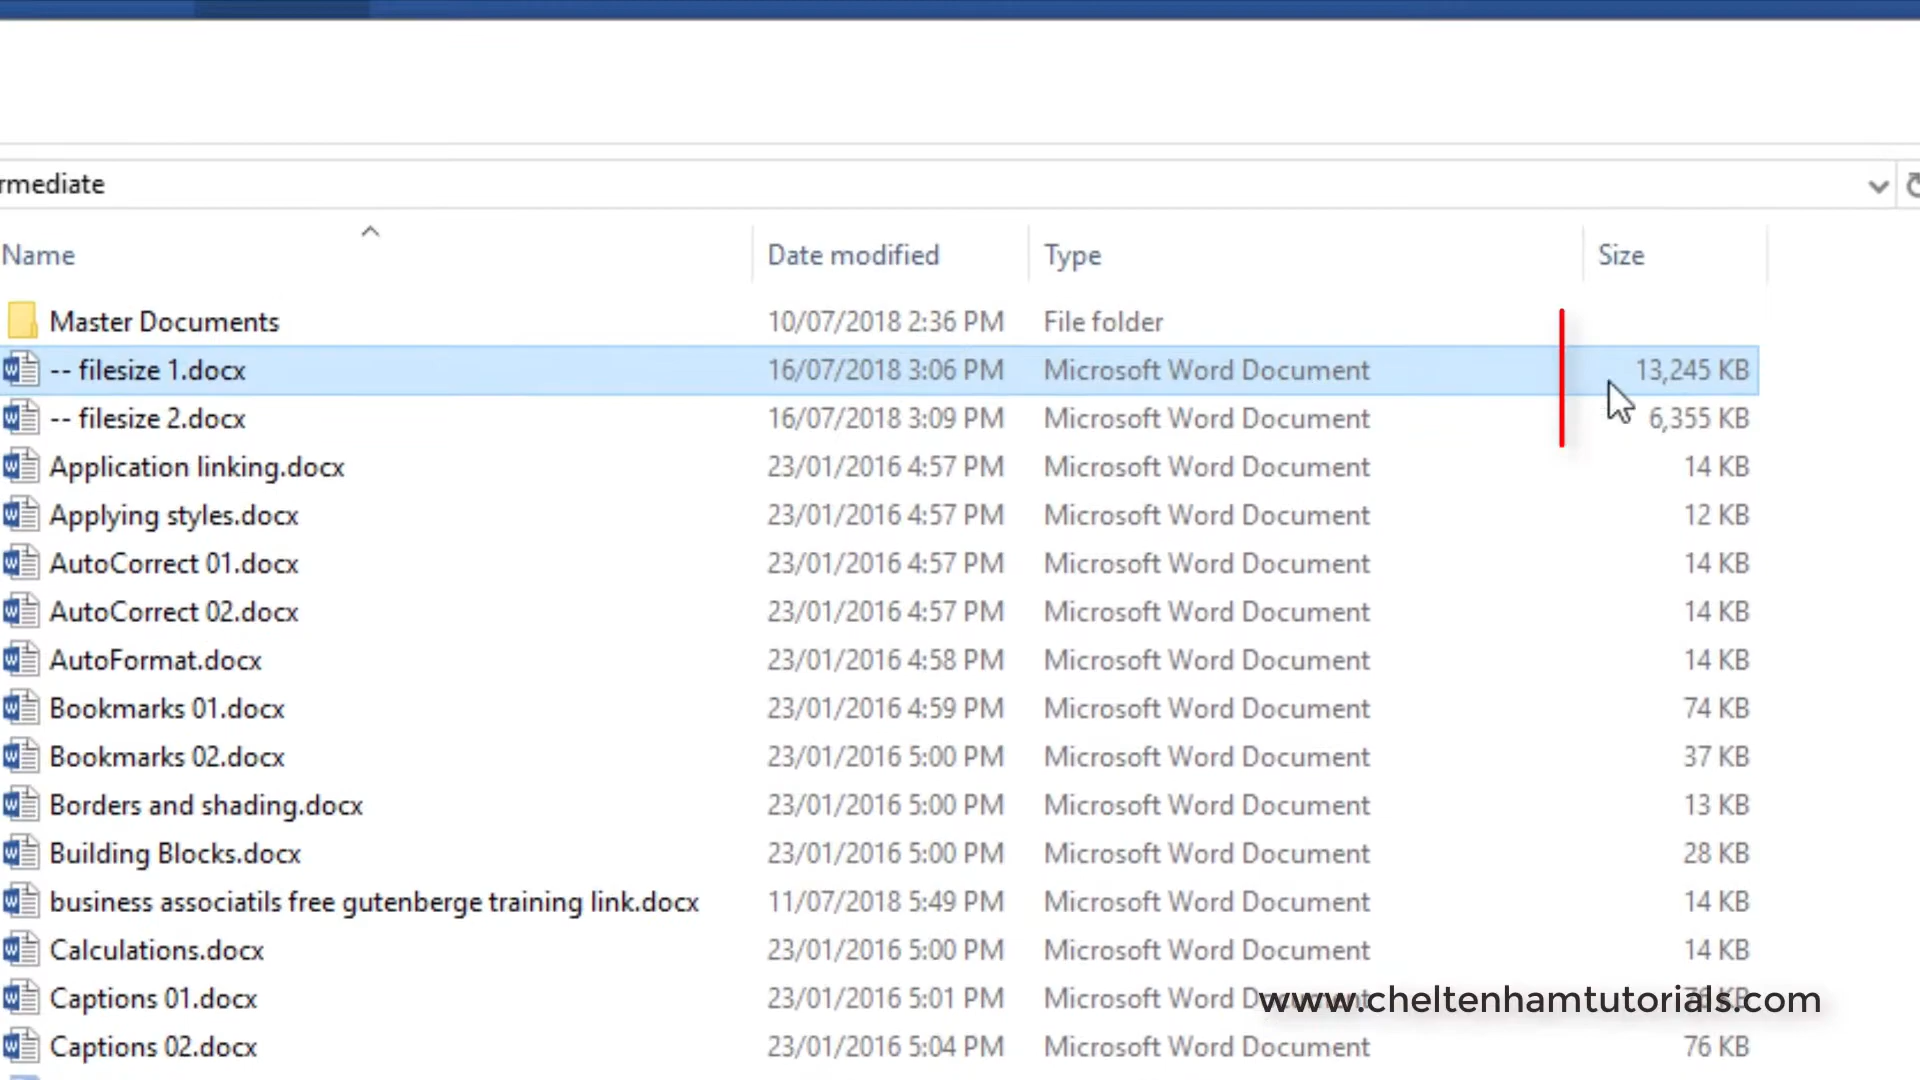 rmediate
Name Date modified Type Size
Master Documents 10/07/2018 2:36 PM File folder
-- filesize 1.docx 16/07/2018 3:06 PM Microsoft Word Document 13,245 KB
-- filesize 2.docx 16/07/2018 3:09 PM Microsoft Word Document 6,355 KB
Application linking.docx 23/01/2016 4:57 PM Microsoft Word Document 14 KB
Applying styles.docx 23/01/2016 4:57 PM Microsoft Word Document 12 KB
AutoCorrect 01.docx 23/01/2016 4:57 PM Microsoft Word Document 14 KB
AutoCorrect 02.docx 23/01/2016 4:57 PM Microsoft Word Document 14 KB
AutoFormat.docx 23/01/2016 4:58 PM Microsoft Word Document 14 KB
Bookmarks 01.docx 23/01/2016 4:59 PM Microsoft Word Document 74 KB
Bookmarks 02.docx 23/01/2016 5:00 PM Microsoft Word Document 37 KB
Borders and shading.docx 23/01/2016 5:00 PM Microsoft Word Document 13 KB
Building Blocks.docx 23/01/2016 5:00 PM Microsoft Word Document 28 KB
business associatils free gutenberge training link.docx 11/07/2018 5:49 PM Microsoft Word Document 14 KB
Calculations.docx 23/01/2016 5:00 PM Microsoft Word Document 14 KB
Captions 01.docx 23/01/2016 5:01 PM Microsoft Word
www.cheltenhamtutorials.com
Captions 02.docx 23/01/2016 5:04 PM Microsoft Word Document 76 KB